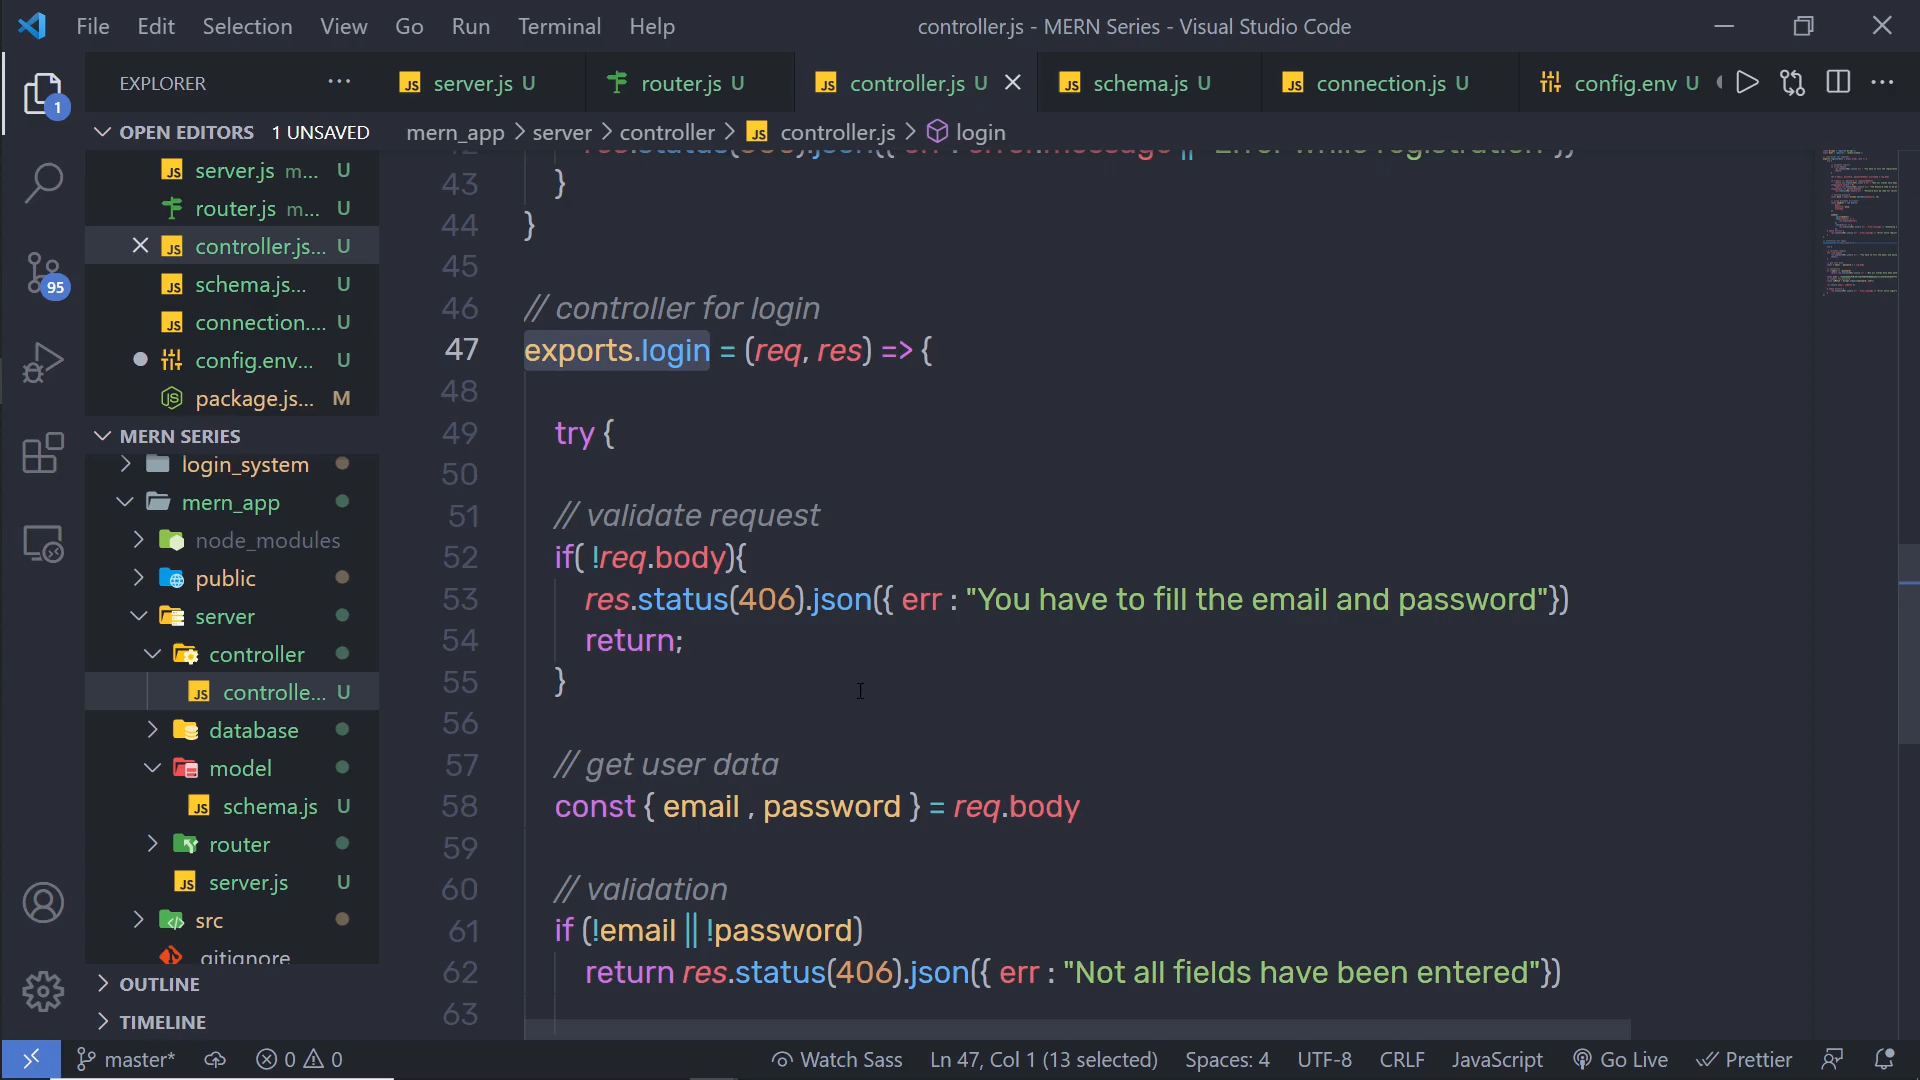 File Edit Selection View Go Run Terminal Help controller.js - MERN Series - Visual Studio Code
EXPLORER
server.js U router.js U controller.js U schema.js U connection.js U config.env U
OPEN EDITORS 1 UNSAVED
mern_app > server > controller > controller.js > login
server.js m... U
router.js m... U
controller.js... U
schema.js... U
connection.... U
config.env... U
package.js... M
MERN SERIES
login_system
mern_app
node_modules
public
server
controller
controlle... U
database
model
schema.js U
router
server.js U
src
.gitignore
OUTLINE
TIMELINE
1
95
43 }
44 }
45
46 // controller for login
47 exports.login = (req, res) => {
48
49 try {
50
51 // validate request
52 if( !req.body){
53 res.status(406).json({ err : "You have to fill the email and password"})
54 return;
55 }
56
57 // get user data
58 const { email , password } = req.body
59
60 // validation
61 if (!email || !password)
62 return res.status(406).json({ err : "Not all fields have been entered"})
63
master* 0 0 Watch Sass Ln 47, Col 1 (13 selected) Spaces: 4 UTF-8 CRLF JavaScript Go Live Prettier